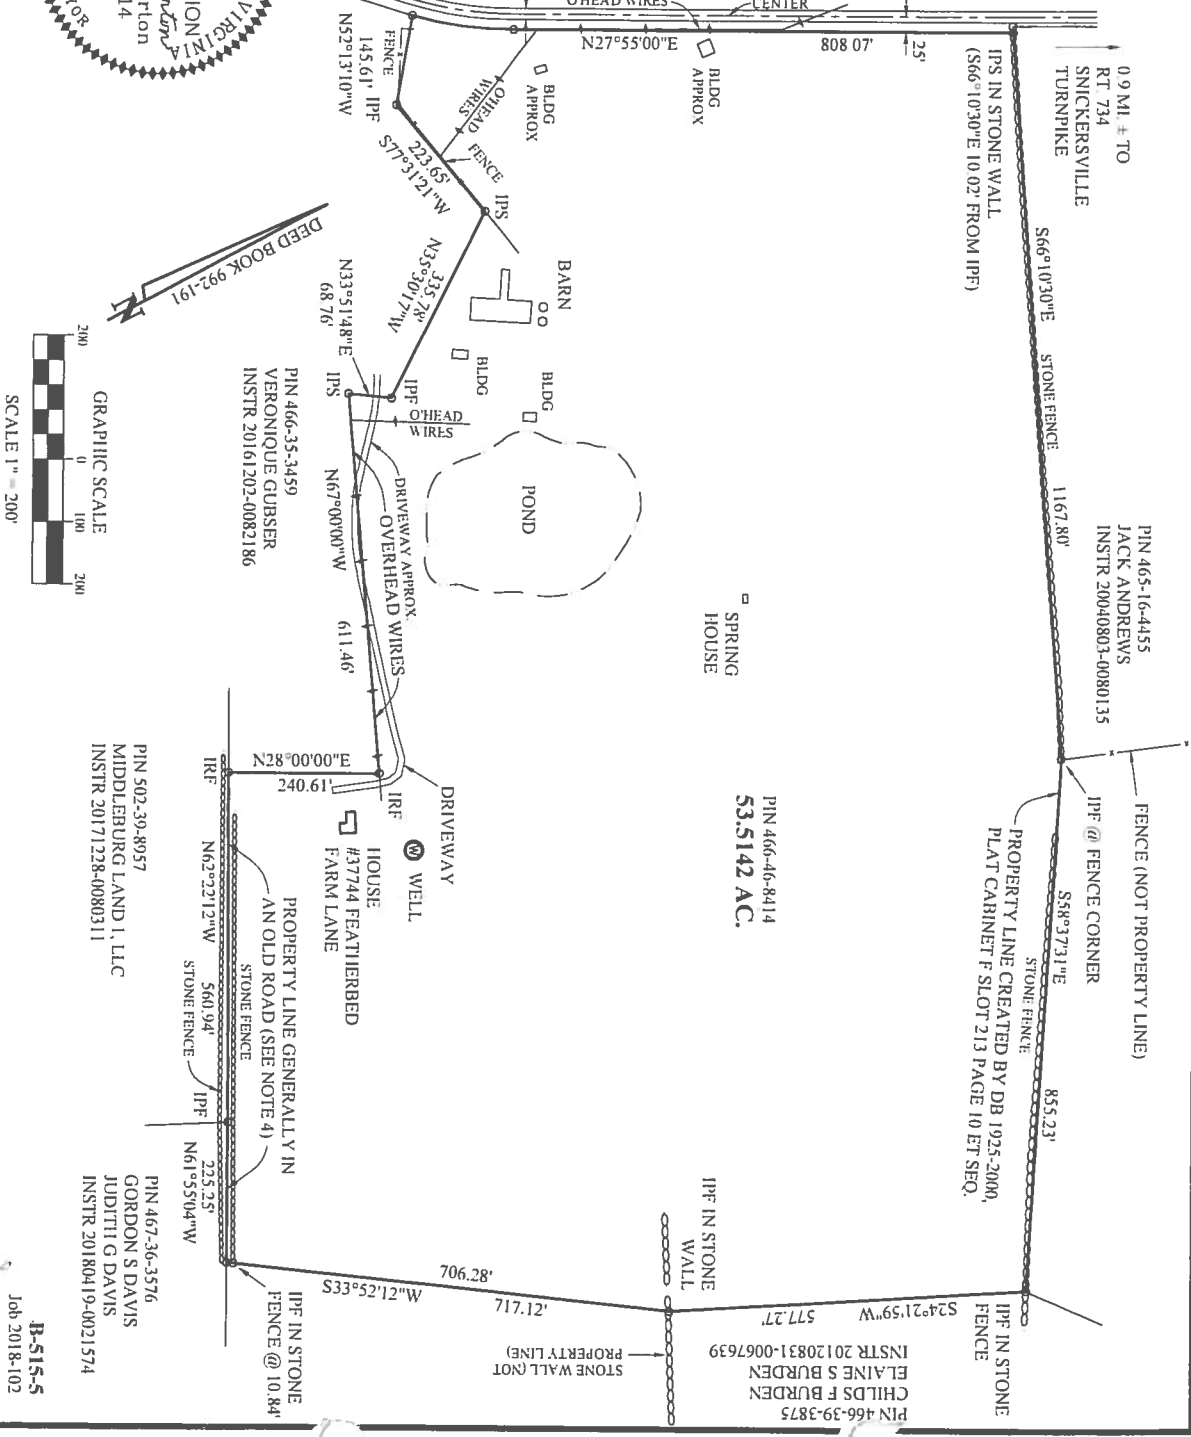 VIRGINIA
14
rton
O'HEAD WIRES
CENTER
N27°55'00"E
808 07'
25'
0.9 MI. ± TO
RT. 734
SNICKERSVILLE
TURNPIKE
IPS IN STONE WALL
(S66°10'30"E 10.02' FROM IPF)
S66°10'30"E
STONE FENCE
1167.80'
PIN 465-16-4455
JACK ANDREWS
INSTR 20040803-0080135
FENCE (NOT PROPERTY LINE)
IPF @ FENCE CORNER
PROPERTY LINE CREATED BY DB 1925-2000,
PLAT CABINET F SLOT 213 PAGE 10 ET SEQ.
S58°37'31"E
STONE FENCE
855.23'
IPF IN STONE
FENCE
S24°21'59"W
577.27'
PIN 466-39-3875
CHILDS F BURDEN
ELAINE S BURDEN
INSTR 20120831-0067639
STONE WALL (NOT
PROPERTY LINE)
IPF IN STONE
WALL
706.28'
S33°52'12"W
717.12'
IPF IN STONE
FENCE @ 10.84'
PIN 467-36-3576
GORDON S DAVIS
JUDITH G DAVIS
INSTR 20180419-0021574
225.25'
N61°55'04"W
IPF
PROPERTY LINE GENERALLY IN
AN OLD ROAD (SEE NOTE 4)
STONE FENCE
N62°22'12"W
560.94'
STONE FENCE
PIN 502-39-8957
MIDDLEBURG LAND 1, LLC
INSTR 20171228-0080311
IRF
N28°00'00"E
240.61'
IRF
DRIVEWAY
W WELL
HOUSE
#37744 FEATHERBED
FARM LANE
PIN 466-46-8414
53.5142 AC.
SPRING
HOUSE
POND
BLDG
BLDG
BARN
BLDG
APPROX
BLDG
APPROX
O'HEAD
WIRES
FENCE
145.61'
N52°13'10"W
IPF
FENCE
223.65'
S77°31'21"W
IPS
335.78'
N35°30'17"W
IPF
N33°51'48"E
68.76'
IPS
O'HEAD
WIRES
DRIVEWAY APPROX.
OVERHEAD WIRES
N67°00'00"W
611.46'
PIN 466-35-3459
VERONIQUE GUBSER
INSTR 20161202-0082186
DEED BOOK 992-191
N
GRAPHIC SCALE
200
0
100
200
SCALE 1" = 200'
B-515-5
Job 2018-102